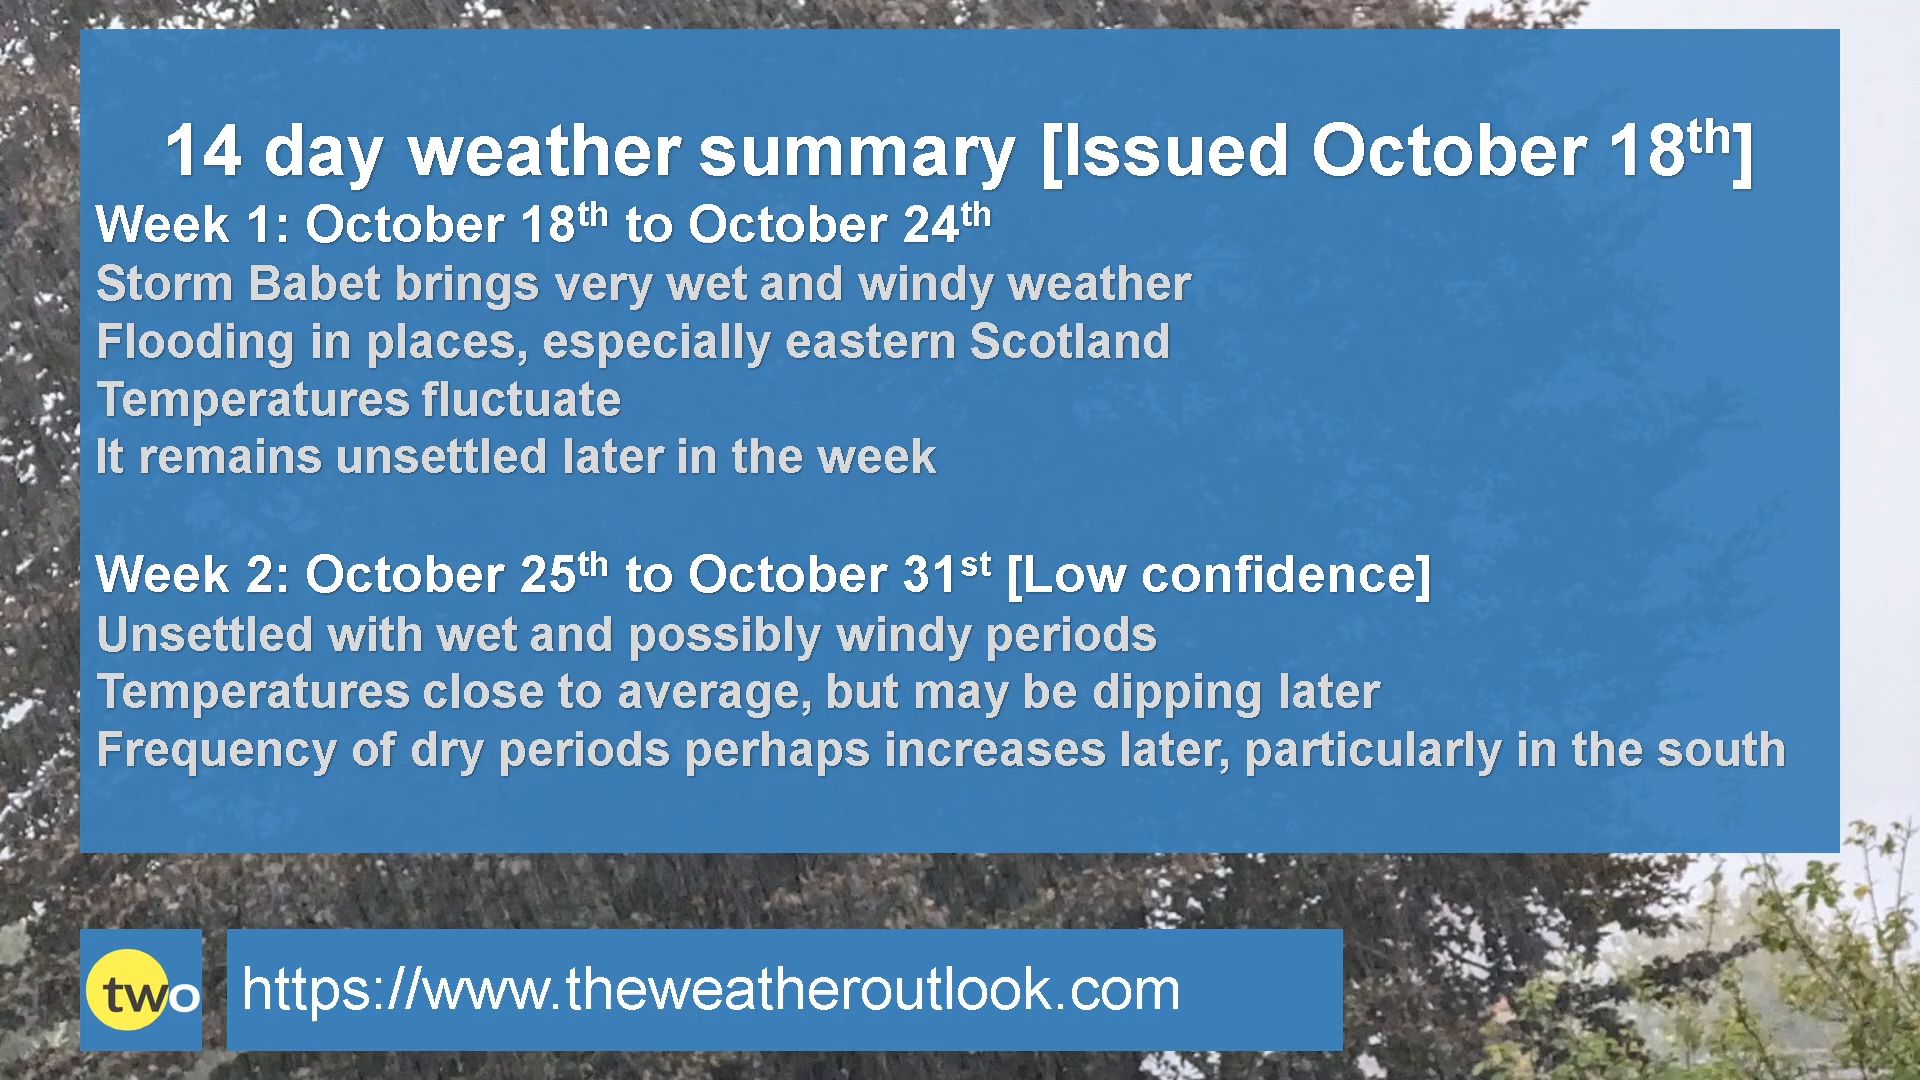 14 day weather summary [Issued October 18th]
Week 1: October 18th to October 24th
Storm Babet brings very wet and windy weather
Flooding in places, especially eastern Scotland
Temperatures fluctuate
It remains unsettled later in the week
Week 2: October 25th to October 31st [Low confidence]
Unsettled with wet and possibly windy periods
Temperatures close to average, but may be dipping later
Frequency of dry periods perhaps increases later, particularly in the south
two
https://www.theweatheroutlook.com